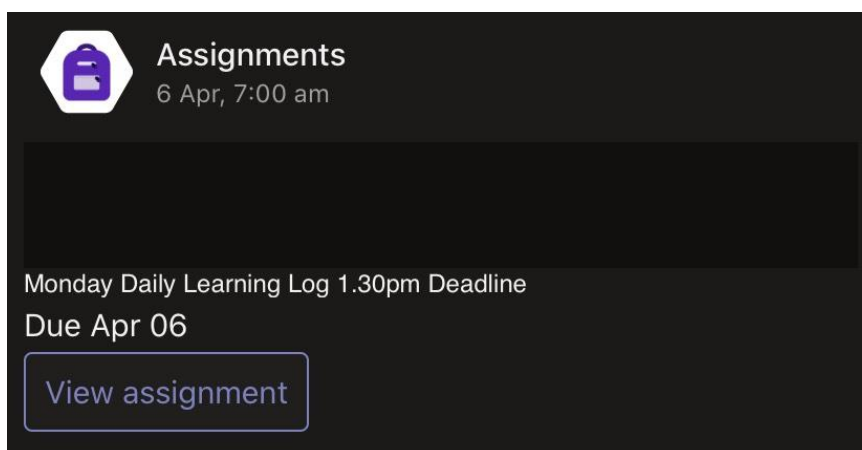 Assignments
6 Apr, 7:00 am
Monday Daily Learning Log 1.30pm Deadline
Due Apr 06
View assignment